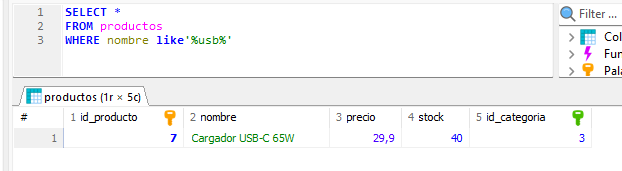 1 SELECT *
2 FROM productos
3 WHERE nombre like'%usb%'
Filter ...
Col
Fun
Pala
productos (1r × 5c)
# 1 id_producto 2 nombre 3 precio 4 stock 5 id_categoria
1 7 Cargador USB-C 65W 29,9 40 3